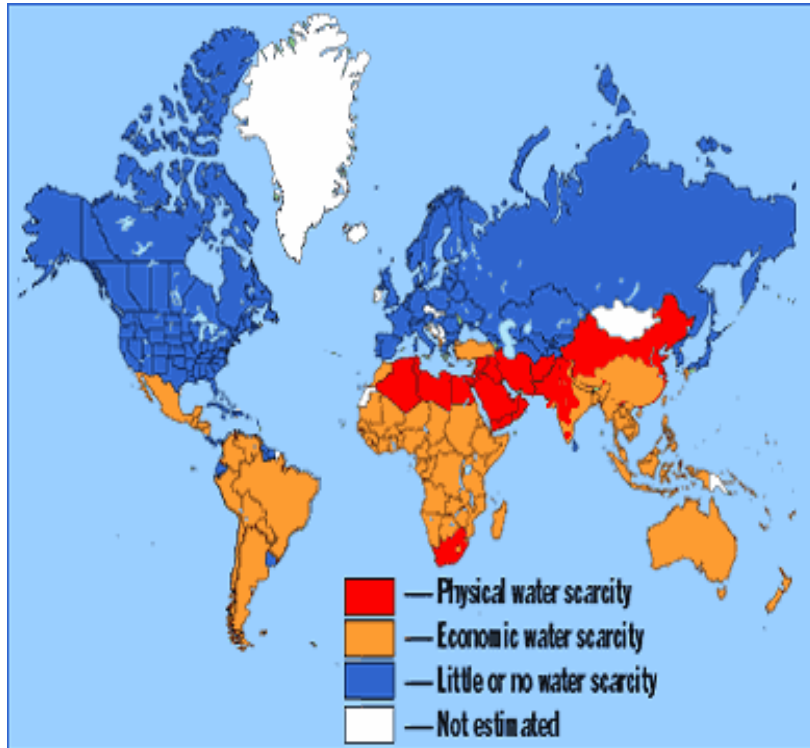 — Physical water scarcity
— Economic water scarcity
— Little or no water scarcity
— Not estimated